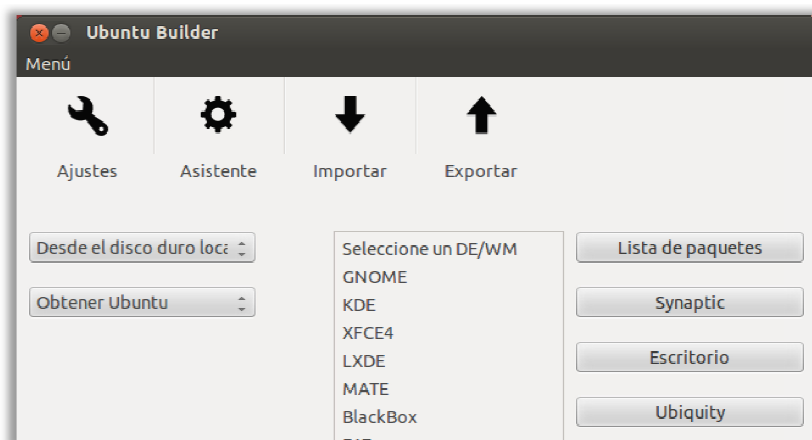 Ubuntu Builder
Menú
Ajustes Asistente Importar Exportar
Desde el disco duro loca
Obtener Ubuntu
Seleccione un DE/WM
GNOME
KDE
XFCE4
LXDE
MATE
BlackBox
Lista de paquetes
Synaptic
Escritorio
Ubiquity